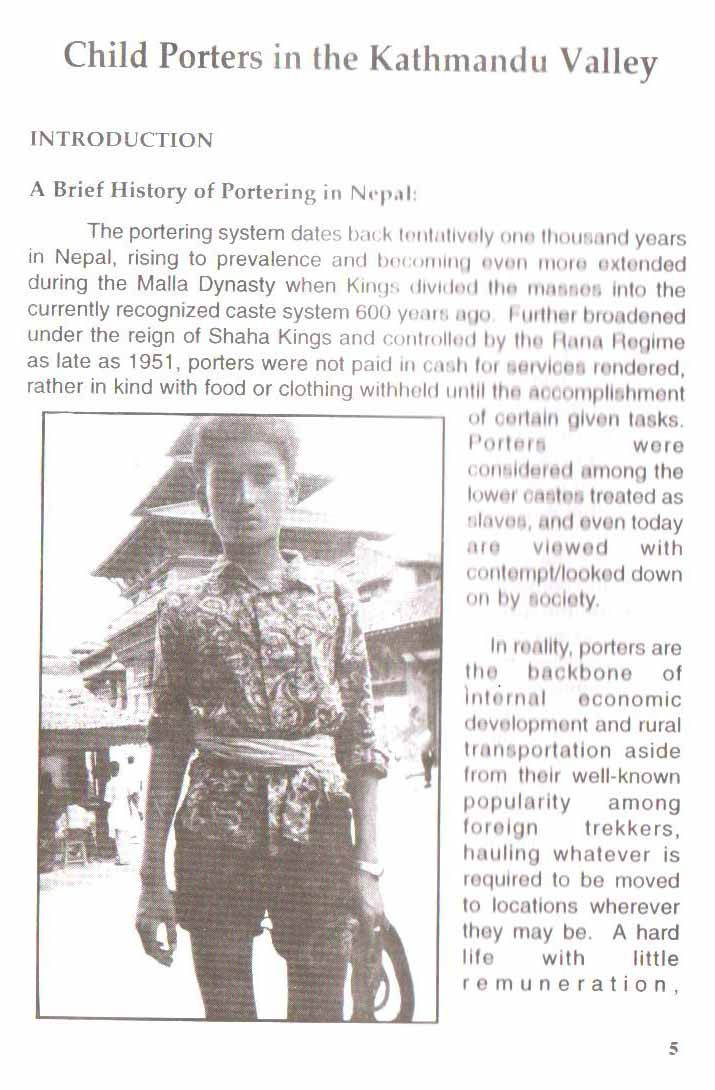 Child Porters in the Kathmandu Valley
INTRODUCTION
A Brief History of Portering in Nepal:
The portering system dates back tentatively one thousand years
in Nepal, rising to prevalence and becoming even more extended
during the Malla Dynasty when Kings divided the masses into the
currently recognized caste system 600 years ago. Further broadened
under the reign of Shaha Kings and controlled by the Rana Regime
as late as 1951, porters were not paid in cash for services rendered,
rather in kind with food or clothing withheld until the accomplishment
of certain given tasks.
Porters were
considered among the
lower castes treated as
slaves, and even today
are viewed with
contempt/looked down
on by society.
In reality, porters are
the backbone of
internal economic
development and rural
transportation aside
from their well-known
popularity among
foreign trekkers,
hauling whatever is
required to be moved
to locations wherever
they may be. A hard
life with little
remuneration,
5